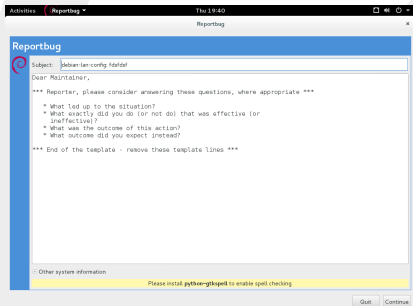 Activities Reportbug Thu 19:40
Reportbug
Reportbug
Subject: debian-lan-config: fdsfdsf
Dear Maintainer,
*** Reporter, please consider answering these questions, where appropriate ***
* What led up to the situation?
* What exactly did you do (or not do) that was effective (or
ineffective)?
* What was the outcome of this action?
* What outcome did you expect instead?
*** End of the template - remove these template lines ***
Other system information
Please install python-gtkspell to enable spell checking
Quit Continue